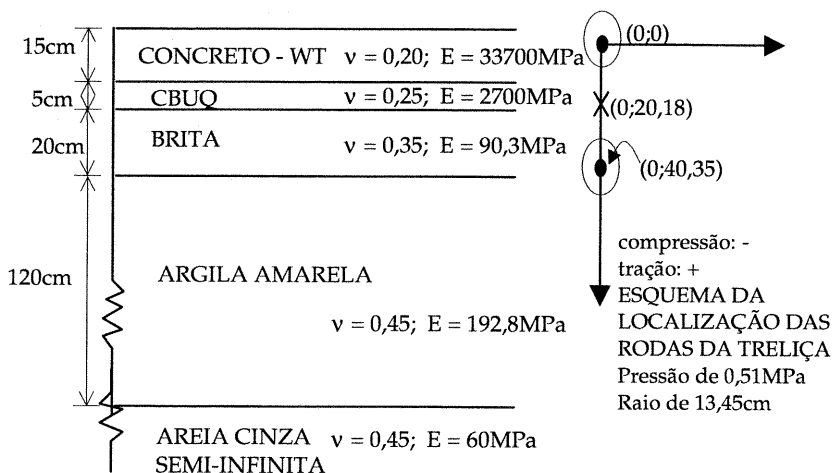 15cm
CONCRETO - WT ν = 0,20; E = 33700MPa
5cm
CBUQ ν = 0,25; E = 2700MPa
20cm
BRITA ν = 0,35; E = 90,3MPa
120cm
ARGILA AMARELA
ν = 0,45; E = 192,8MPa
AREIA CINZA ν = 0,45; E = 60MPa
SEMI-INFINITA
(0;0)
(0;20,18)
(0;40,35)
compressão: -
tração: +
ESQUEMA DA
LOCALIZAÇÃO DAS
RODAS DA TRELIÇA
Pressão de 0,51MPa
Raio de 13,45cm